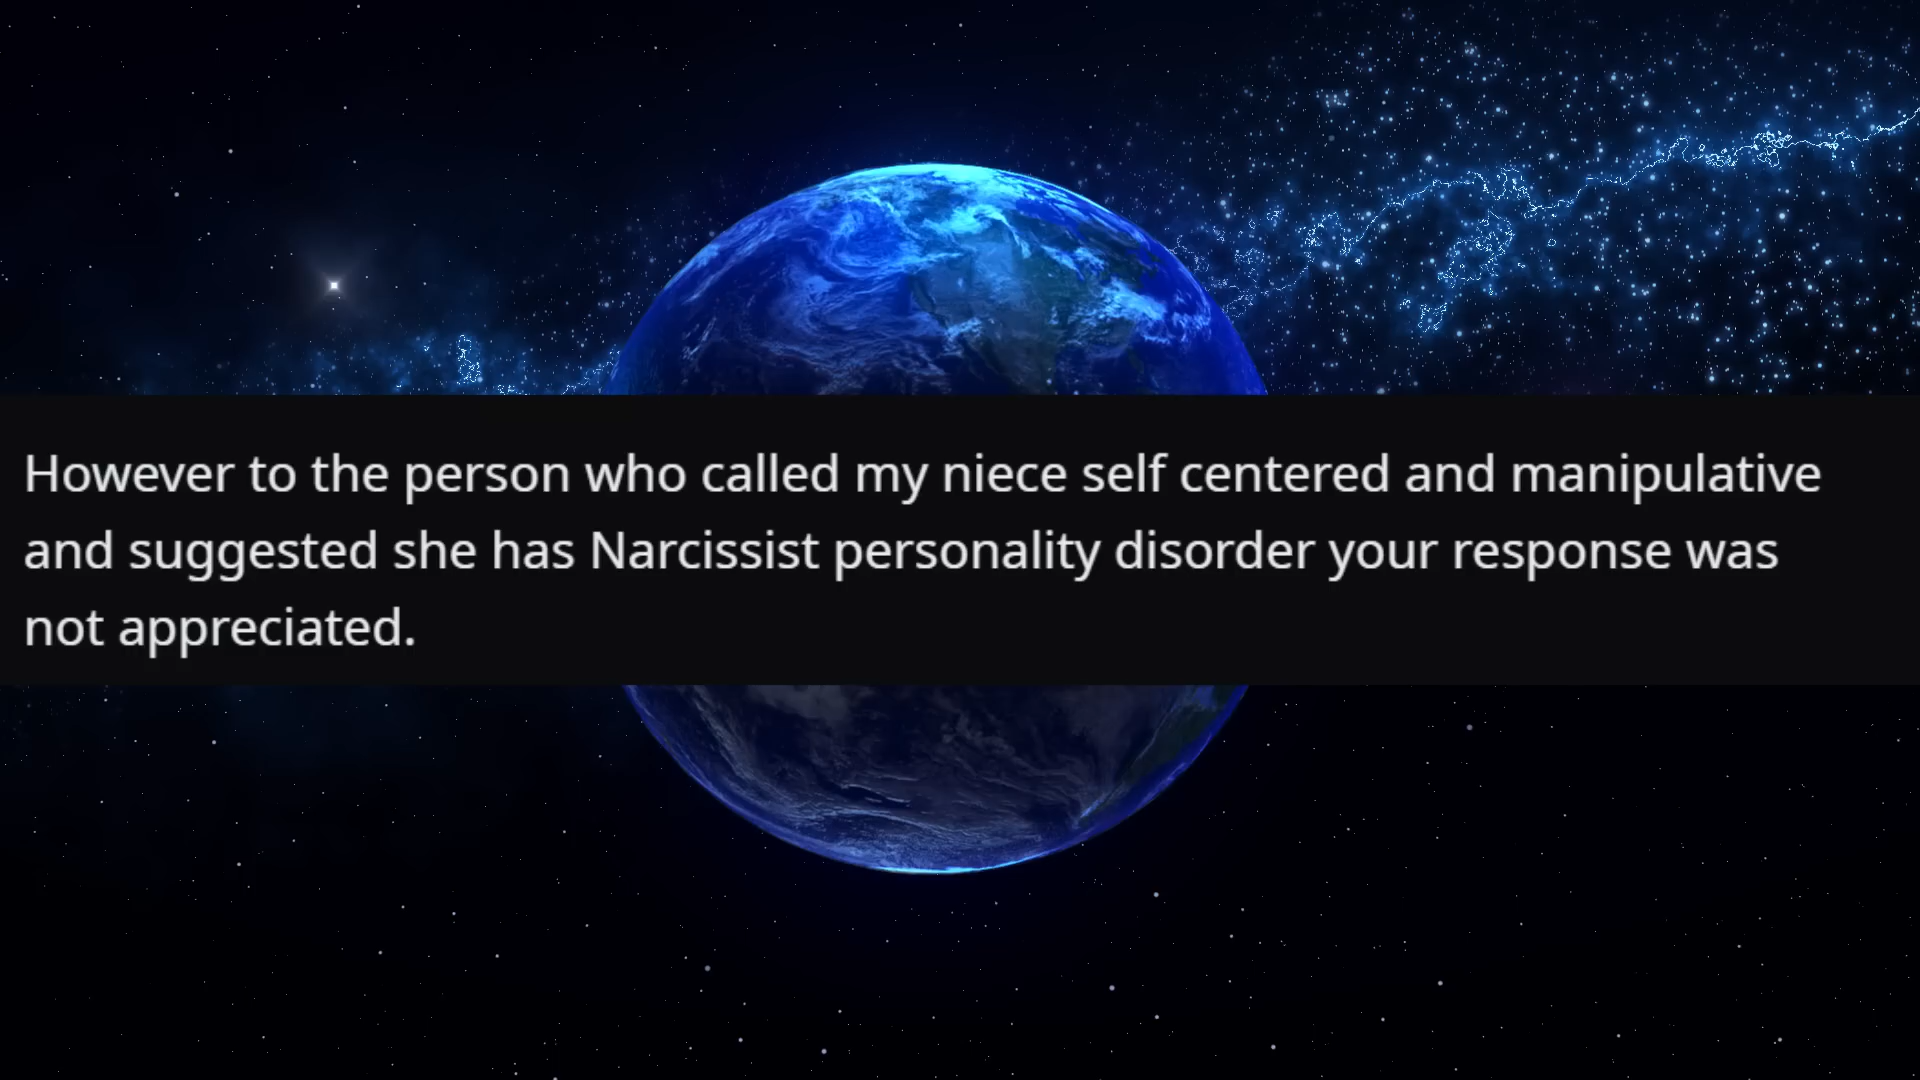 However to the person who called my niece self centered and manipulative
and suggested she has Narcissist personality disorder your response was
not appreciated.